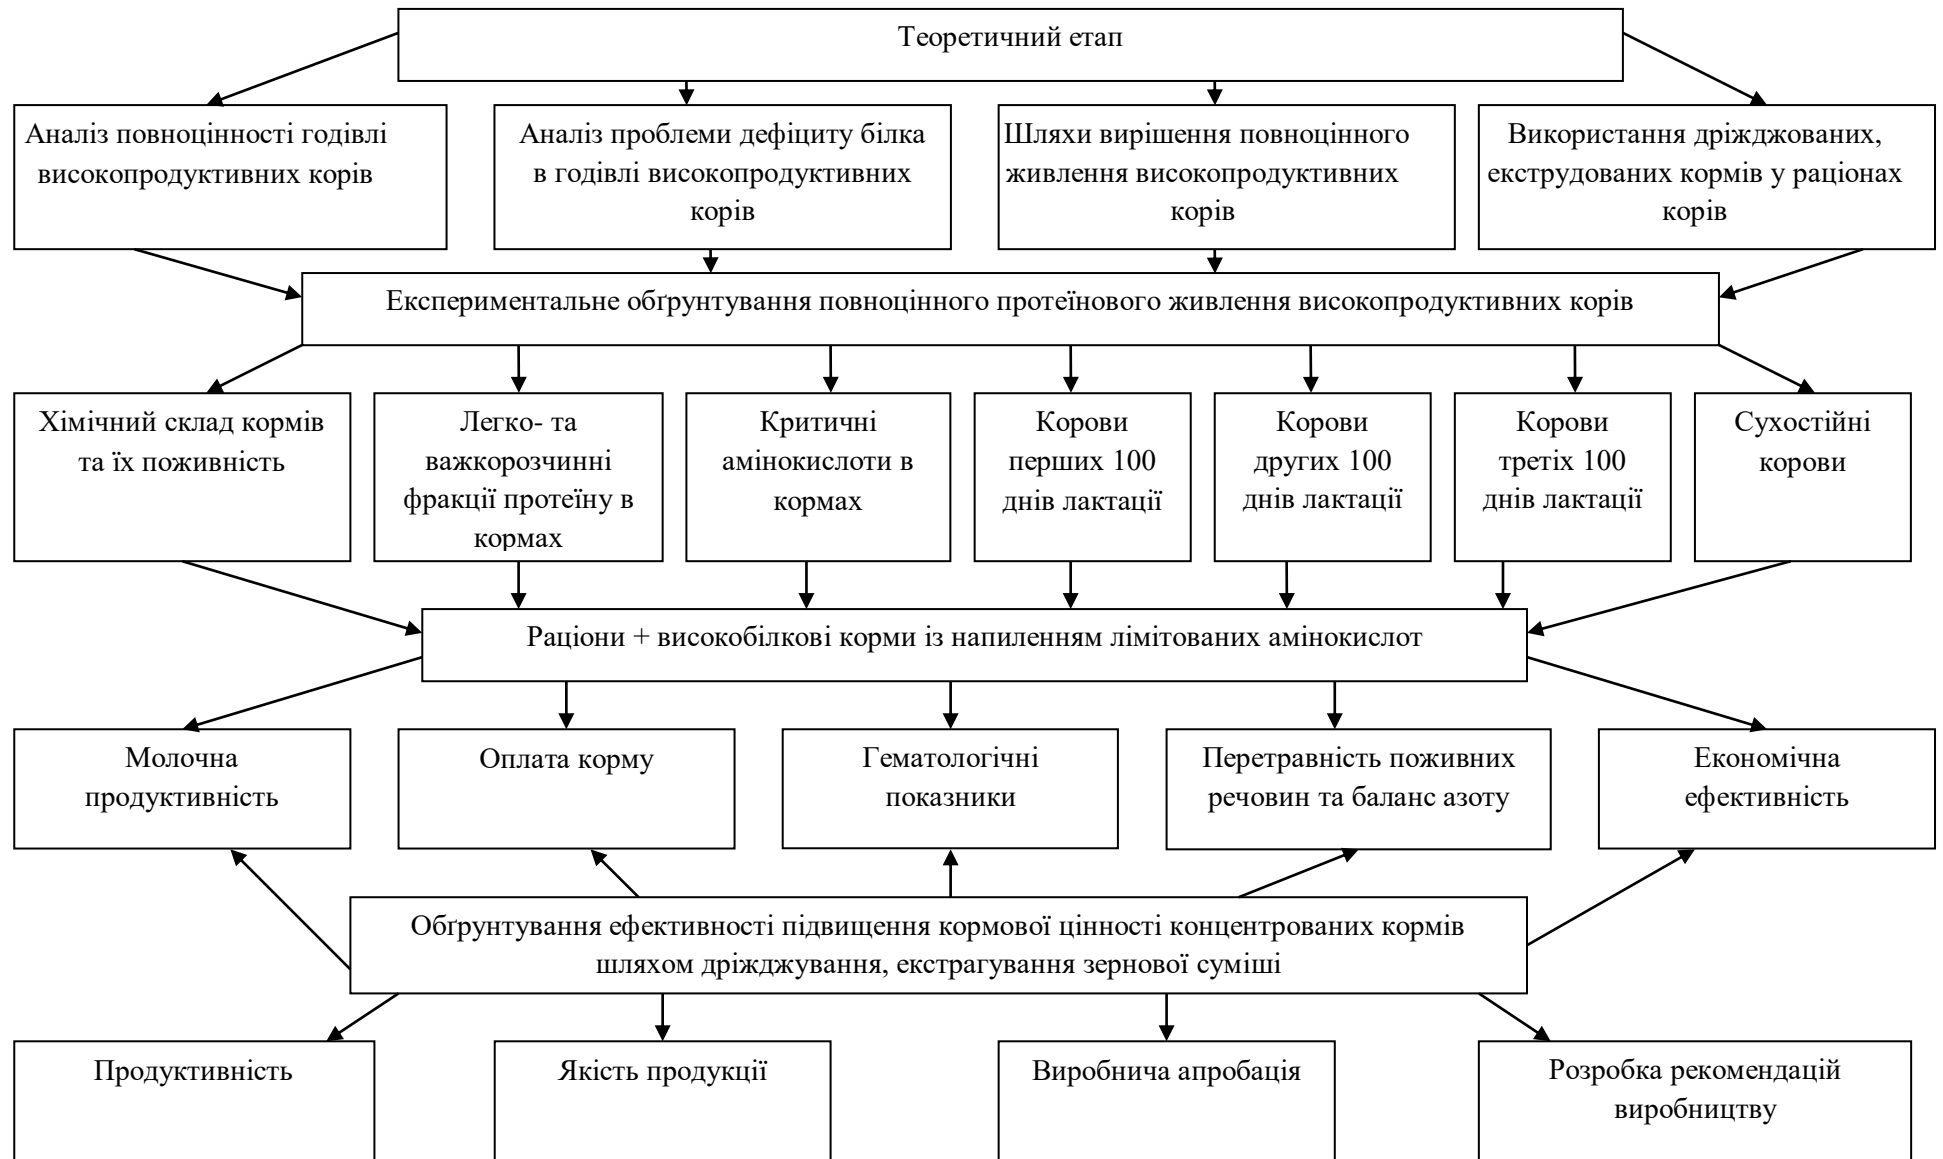 Теоретичний етап
Аналіз повноцінності годівлі
високопродуктивних корів
Аналіз проблеми дефіциту білка
в годівлі високопродуктивних
корів
Шляхи вирішення повноцінного
живлення високопродуктивних
корів
Використання дріжджованих,
екструдованих кормів у раціонах
корів
Експериментальне обґрунтування повноцінного протеїнового живлення високопродуктивних корів
Хімічний склад кормів
та їх поживність
Легко- та
важкорозчинні
фракції протеїну в
кормах
Критичні
амінокислоти в
кормах
Корови
перших 100
днів лактації
Корови
других 100
днів лактації
Корови
третіх 100
днів лактації
Сухостійні
корови
Раціони + високобілкові корми із напиленням лімітованих амінокислот
Молочна
продуктивність
Оплата корму
Гематологічні
показники
Перетравність поживних
речовин та баланс азоту
Економічна
ефективність
Обґрунтування ефективності підвищення кормової цінності концентрованих кормів
шляхом дріжджування, екстрагування зернової суміші
Продуктивність
Якість продукції
Виробнича апробація
Розробка рекомендацій
виробництву